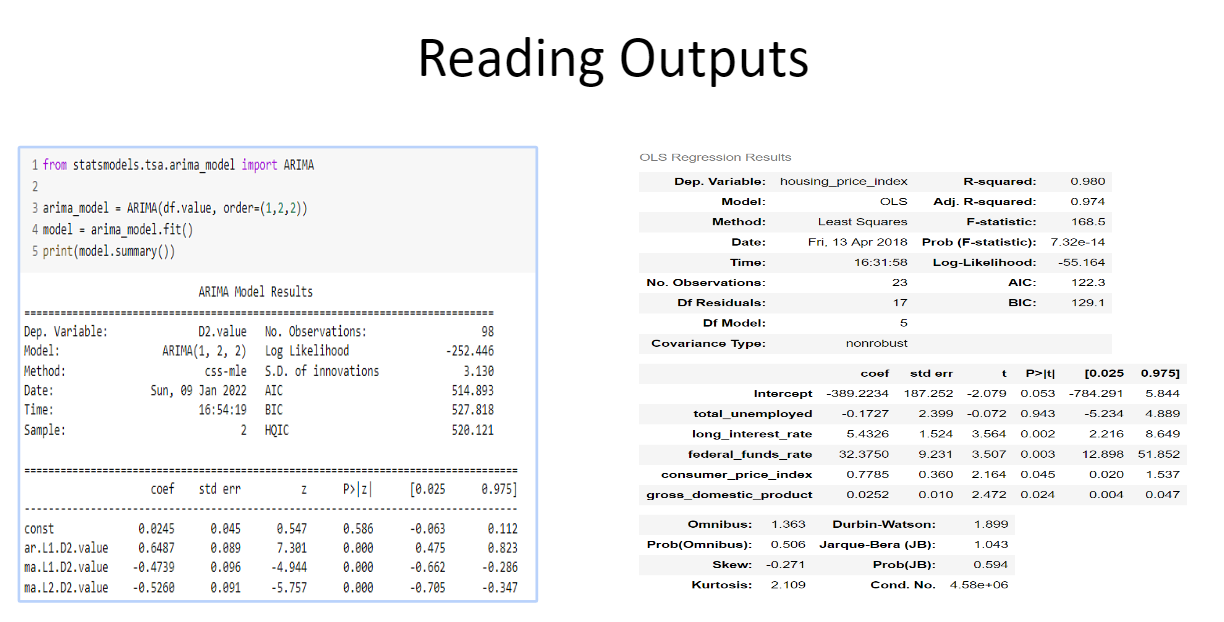 Reading Outputs
1 from statsmodels.tsa.arima_model import ARIMA
2
3 arima_model = ARIMA(df.value, order=(1,2,2))
4 model = arima_model.fit()
5 print(model.summary())
ARIMA Model Results
==============================================================================
Dep. Variable: D2.value No. Observations: 98
Model: ARIMA(1, 2, 2) Log Likelihood -252.446
Method: css-mle S.D. of innovations 3.130
Date: Sun, 09 Jan 2022 AIC 514.893
Time: 16:54:19 BIC 527.818
Sample: 2 HQIC 520.121
==================================================================================
coef std err z P>|z| [0.025 0.975]
----------------------------------------------------------------------------------
const 0.0245 0.045 0.547 0.586 -0.063 0.112
ar.L1.D2.value 0.6487 0.089 7.301 0.000 0.475 0.823
ma.L1.D2.value -0.4739 0.096 -4.944 0.000 -0.662 -0.286
ma.L2.D2.value -0.5260 0.091 -5.757 0.000 -0.705 -0.347
OLS Regression Results
Dep. Variable: housing_price_index R-squared: 0.980
Model: OLS Adj. R-squared: 0.974
Method: Least Squares F-statistic: 168.5
Date: Fri, 13 Apr 2018 Prob (F-statistic): 7.32e-14
Time: 16:31:58 Log-Likelihood: -55.164
No. Observations: 23 AIC: 122.3
Df Residuals: 17 BIC: 129.1
Df Model: 5
Covariance Type: nonrobust
coef std err t P>|t| [0.025 0.975]
Intercept -389.2234 187.252 -2.079 0.053 -784.291 5.844
total_unemployed -0.1727 2.399 -0.072 0.943 -5.234 4.889
long_interest_rate 5.4326 1.524 3.564 0.002 2.216 8.649
federal_funds_rate 32.3750 9.231 3.507 0.003 12.898 51.852
consumer_price_index 0.7785 0.360 2.164 0.045 0.020 1.537
gross_domestic_product 0.0252 0.010 2.472 0.024 0.004 0.047
Omnibus: 1.363 Durbin-Watson: 1.899
Prob(Omnibus): 0.506 Jarque-Bera (JB): 1.043
Skew: -0.271 Prob(JB): 0.594
Kurtosis: 2.109 Cond. No. 4.58e+06